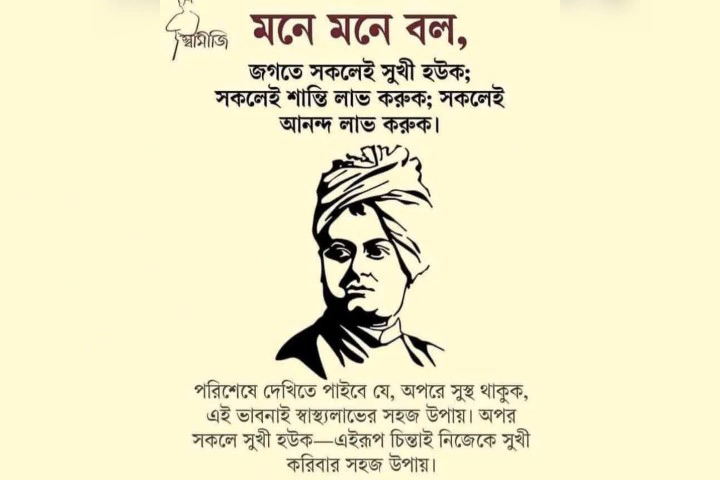 স্বামীজি
মনে মনে বল,
জগতে সকলেই সুখী হউক;
সকলেই শান্তি লাভ করুক; সকলেই
আনন্দ লাভ করুক।
পরিশেষে দেখিতে পাইবে যে, অপরে সুস্থ থাকুক,
এই ভাবনাই স্বাস্থ্যলাভের সহজ উপায়। অপর
সকলে সুখী হউক—এইরূপ চিন্তাই নিজেকে সুখী
করিবার সহজ উপায়।